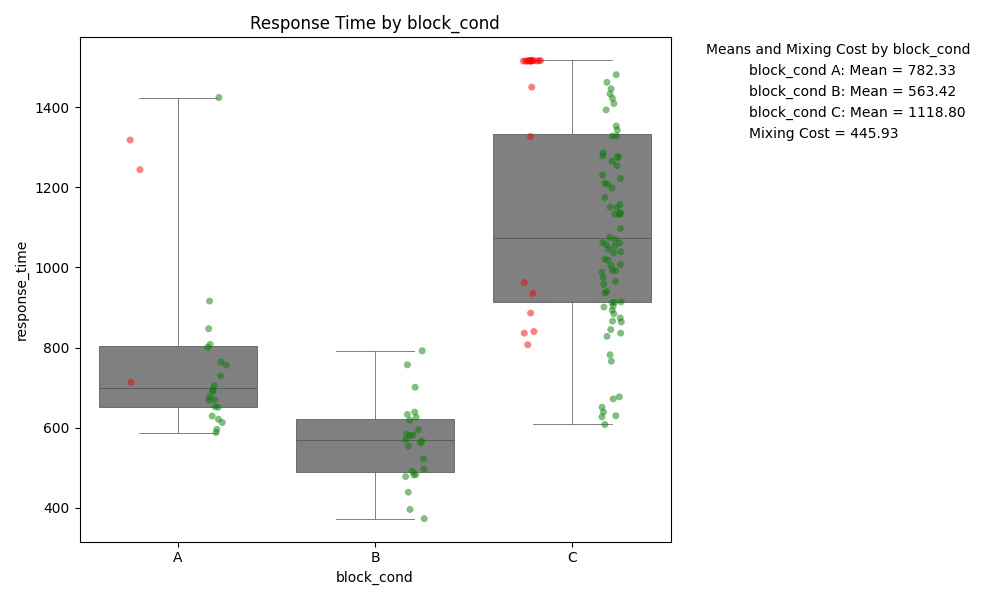 Response Time by block_cond
Means and Mixing Cost by block_cond
block_cond A: Mean = 782.33
block_cond B: Mean = 563.42
block_cond C: Mean = 1118.80
Mixing Cost = 445.93
response_time
1400
1200
1000
800
600
400
A
B
C
block_cond